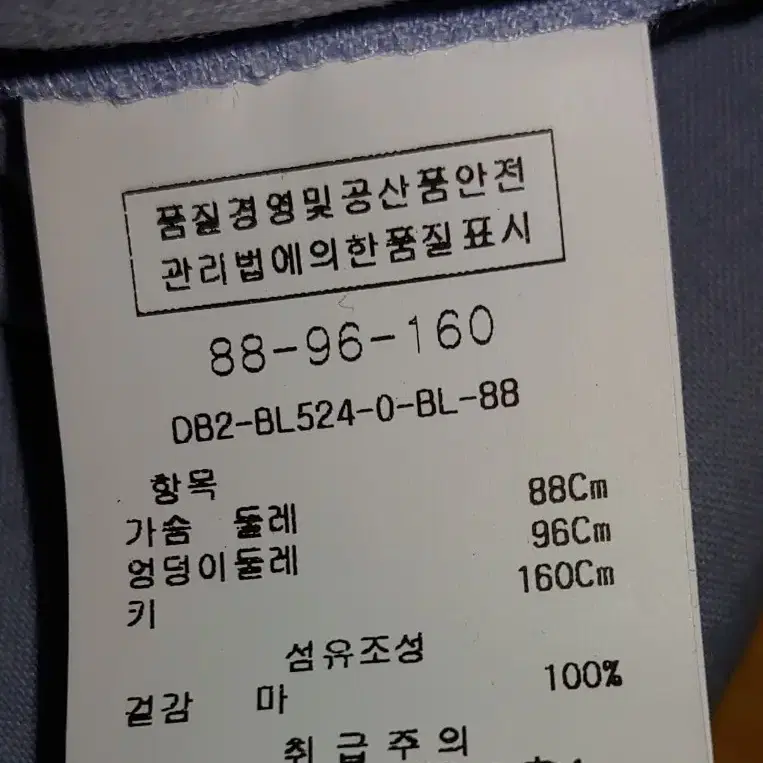 품질경영및공산품안전
관리법에의한품질표시
88-96-160
DB2-BL524-0-BL-88
항목
가슴 둘레 88Cm
엉덩이둘레 96Cm
키 160Cm
섬유조성
겉감 마 100%
취급주의